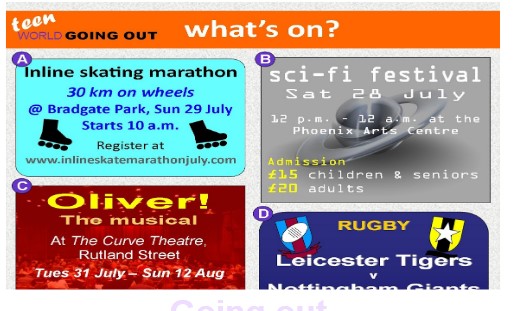 teen
WORLD GOING OUT
what's on?
A
Inline skating marathon
30 km on wheels
@ Bradgate Park, Sun 29 July
Starts 10 a.m.
Register at
www.inlineskatemarathonjuly.com
B
sci-fi festival
Sat 28 July
12 p.m. - 12 a.m. at the
Phoenix Arts Centre
Admission
£15 children & seniors
£20 adults
C
Oliver!
The musical
At The Curve Theatre,
Rutland Street
Tues 31 July – Sun 12 Aug
D
RUGBY
Leicester Tigers
v
Nottingham Giants
Going out